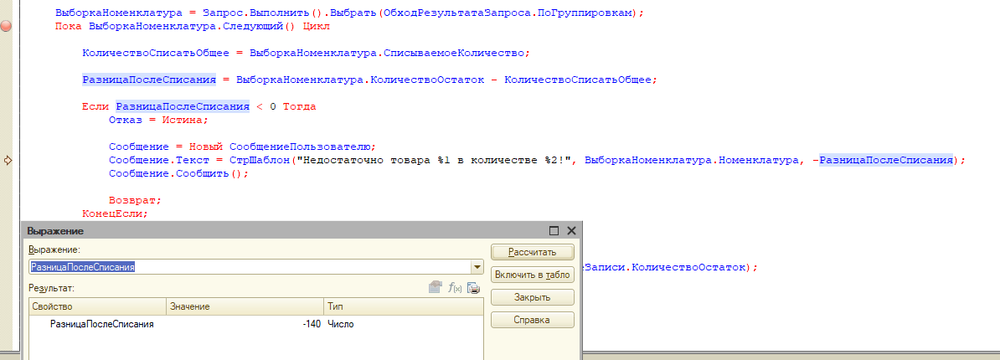 ВыборкаНоменклатура = Запрос.Выполнить().Выбрать(ОбходРезультатаЗапроса.ПоГруппировкам);
Пока ВыборкаНоменклатура.Следующий() Цикл
КоличествоСписатьОбщее = ВыборкаНоменклатура.СписываемоеКоличество;
РазницаПослеСписания = ВыборкаНоменклатура.КоличествоОстаток - КоличествоСписатьОбщее;
Если РазницаПослеСписания < 0 Тогда
Отказ = Истина;
Сообщение = Новый СообщениеПользователю;
Сообщение.Текст = СтрШаблон("Недостаточно товара %1 в количестве %2!", ВыборкаНоменклатура.Номенклатура, -РазницаПослеСписания);
Сообщение.Сообщить();
Возврат;
КонецЕсли;
Выражение
Выражение:
Рассчитать
РазницаПослеСписания
еЗаписи.КоличествоОстаток);
Включить в табло
Результат:
f(x)
Закрыть
Свойство Значение Тип
Справка
РазницаПослеСписания -140 Число